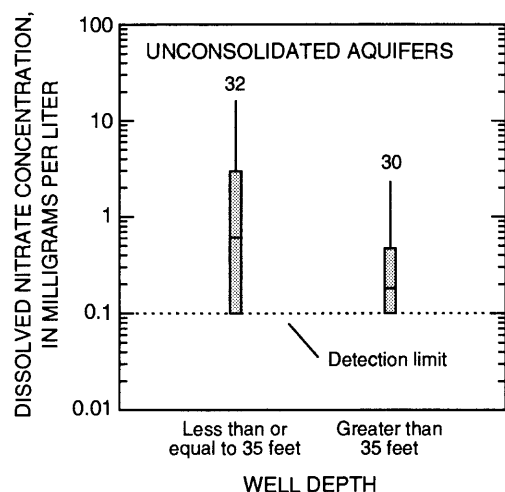 DISSOLVED NITRATE CONCENTRATION,
IN MILLIGRAMS PER LITER
100
10
1
0.1
0.01
UNCONSOLIDATED AQUIFERS
32
30
Detection limit
Less than or
equal to 35 feet
Greater than
35 feet
WELL DEPTH